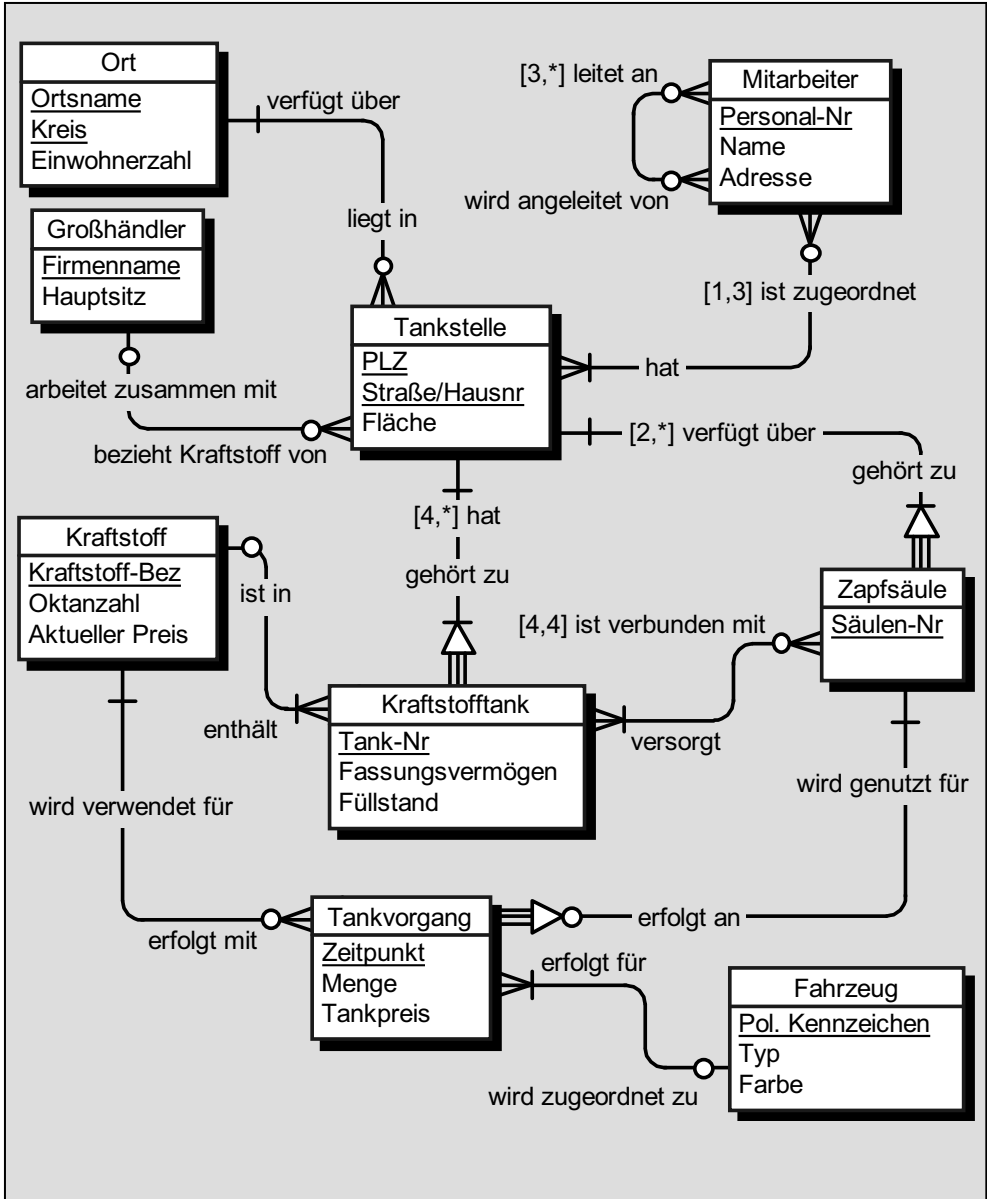 Ort
Ortsname
Kreis
Einwohnerzahl
verfügt über
liegt in
[3,*] leitet an
wird angeleitet von
Mitarbeiter
Personal-Nr
Name
Adresse
Großhändler
Firmenname
Hauptsitz
[1,3] ist zugeordnet
hat
Tankstelle
PLZ
Straße/Hausnr
Fläche
arbeitet zusammen mit
bezieht Kraftstoff von
[2,*] verfügt über
gehört zu
[4,*] hat
gehört zu
Kraftstoff
Kraftstoff-Bez
Oktanzahl
Aktueller Preis
ist in
enthält
[4,4] ist verbunden mit
versorgt
Zapfsäule
Säulen-Nr
Kraftstofftank
Tank-Nr
Fassungsvermögen
Füllstand
wird verwendet für
erfolgt mit
wird genutzt für
erfolgt an
Tankvorgang
Zeitpunkt
Menge
Tankpreis
erfolgt für
wird zugeordnet zu
Fahrzeug
Pol. Kennzeichen
Typ
Farbe